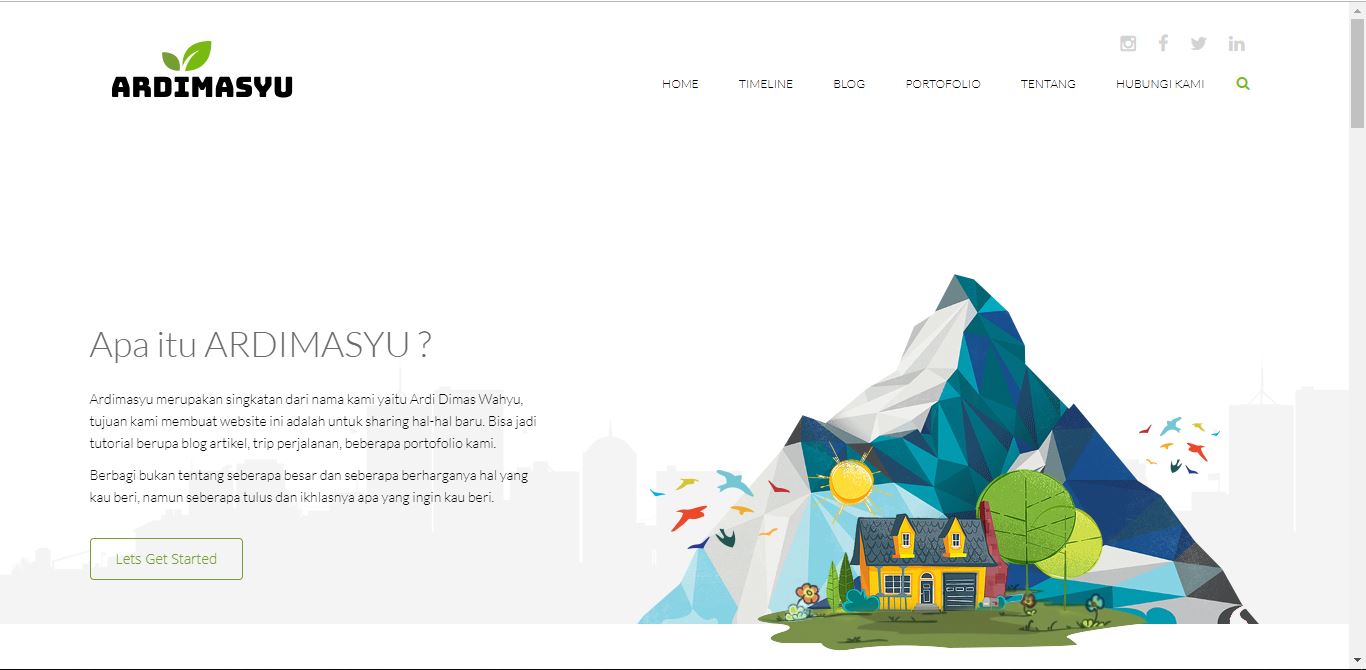 ARDIMASYU
HOME TIMELINE BLOG PORTOFOLIO TENTANG HUBUNGI KAMI
Apa itu ARDIMASYU ?
Ardimasyu merupakan singkatan dari nama kami yaitu Ardi Dimas Wahyu,
tujuan kami membuat website ini adalah untuk sharing hal-hal baru. Bisa jadi
tutorial berupa blog artikel, trip perjalanan, beberapa portofolio kami.
Berbagi bukan tentang seberapa besar dan seberapa berharganya hal yang
kau beri, namun seberapa tulus dan ikhlasnya apa yang ingin kau beri.
Lets Get Started